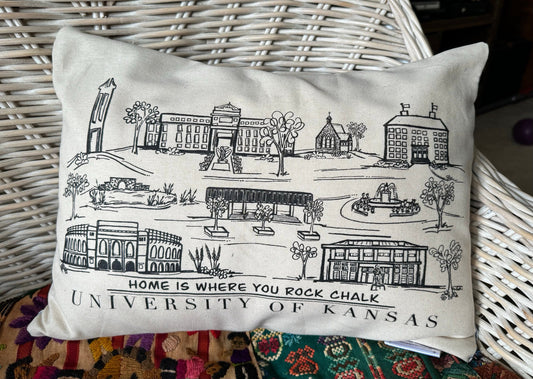 HOME IS WHERE YOU ROCK CHALK
UNIVERSITY OF KANSAS